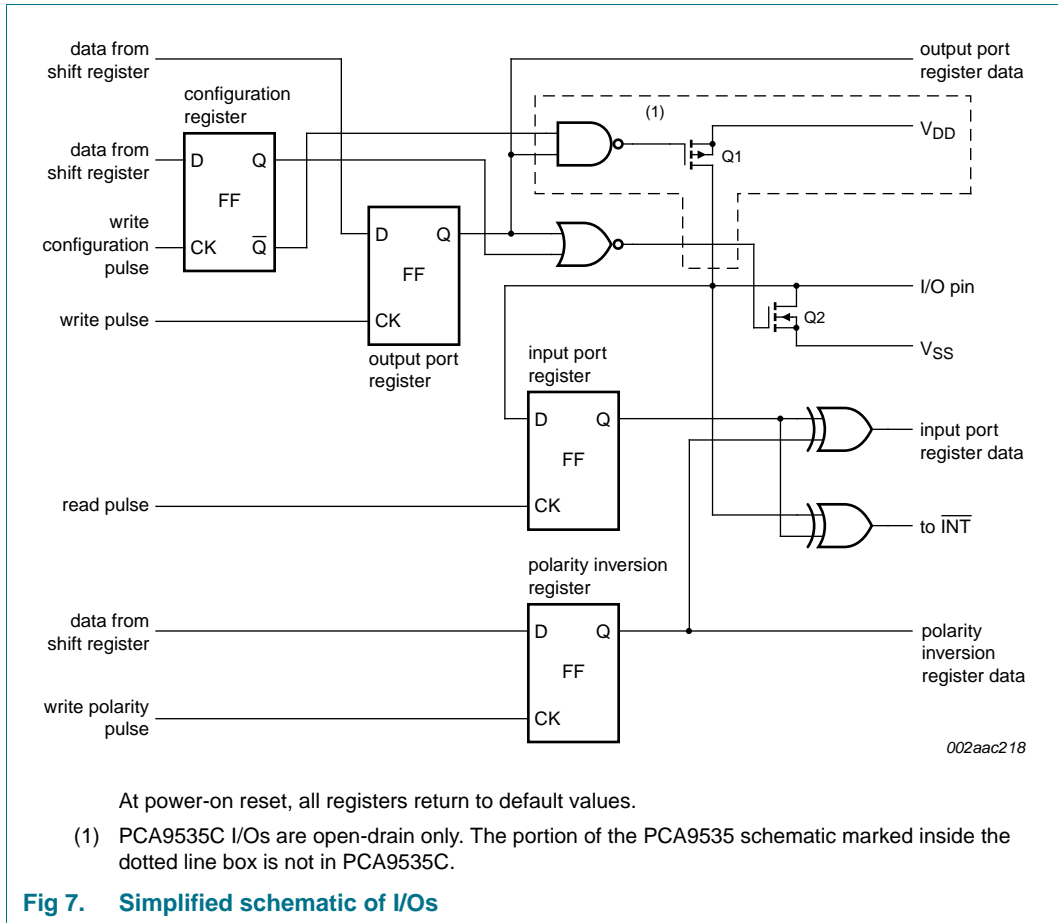 data from
shift register
output port
register data
configuration
register
(1)
VDD
Q1
data from
shift register
D
Q
FF
write
configuration
pulse
CK
Q
D
Q
FF
CK
write pulse
output port
register
I/O pin
Q2
VSS
input port
register
D
Q
FF
CK
input port
register data
read pulse
to INT
polarity inversion
register
data from
shift register
D
Q
FF
CK
polarity
inversion
register data
write polarity
pulse
002aac218
At power-on reset, all registers return to default values.
(1) PCA9535C I/Os are open-drain only. The portion of the PCA9535 schematic marked inside the
dotted line box is not in PCA9535C.
Fig 7. Simplified schematic of I/Os